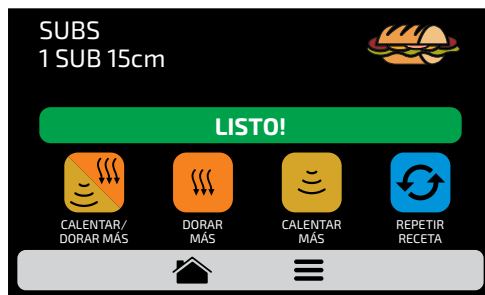 SUBS
1 SUB 15cm
LISTO!
CALENTAR/
DORAR MÁS
DORAR
MÁS
CALENTAR
MÁS
REPETIR
RECETA